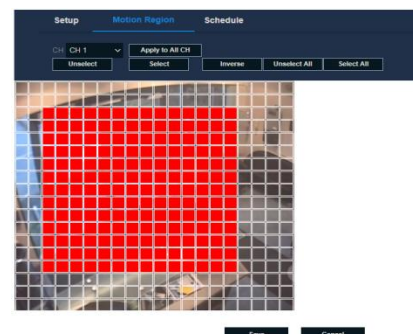 Setup Motion Region Schedule
CH CH 1 Apply to All CH
Unselect Select Inverse Unselect All Select All
Save Cancel